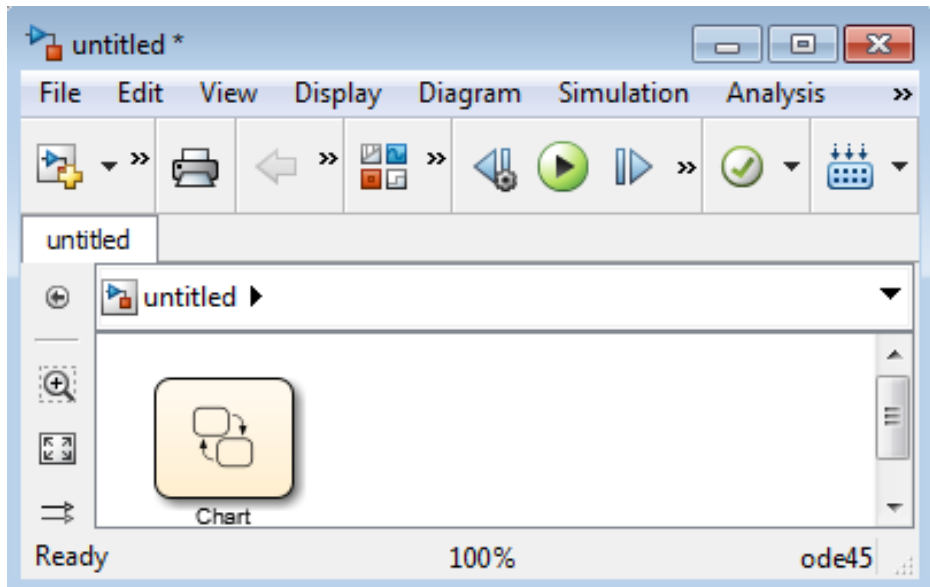 untitled *
File Edit View Display Diagram Simulation Analysis »
» » » »
untitled
untitled
Chart
Ready 100% ode45